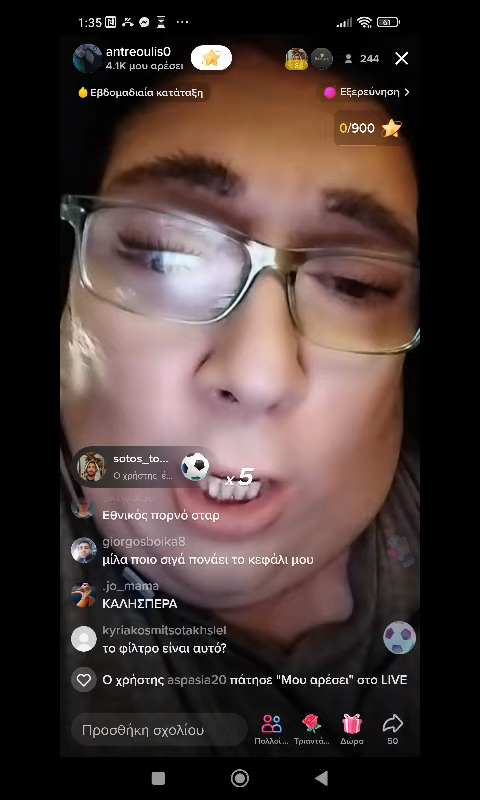 1:35
61
antreoulis0
4.1K μου αρέσει
244
Εβδομαδιαία κατάταξη
Εξερεύνηση >
0/900
sotos_to...
Ο χρήστης έ...
x 5
Εθνικός πορνό σταρ
giorgosboika8
μίλα ποιο σιγά πονάει το κεφάλι μου
.jo_mama
ΚΑΛΗΣΠΕΡΑ
kyriakosmitsotakhslel
το φίλτρο είναι αυτό?
Ο χρήστης aspasia20 πάτησε "Μου αρέσει" στο LIVE
Προσθήκη σχολίου
Πολλοί... Τριαντά... Δώρο 50